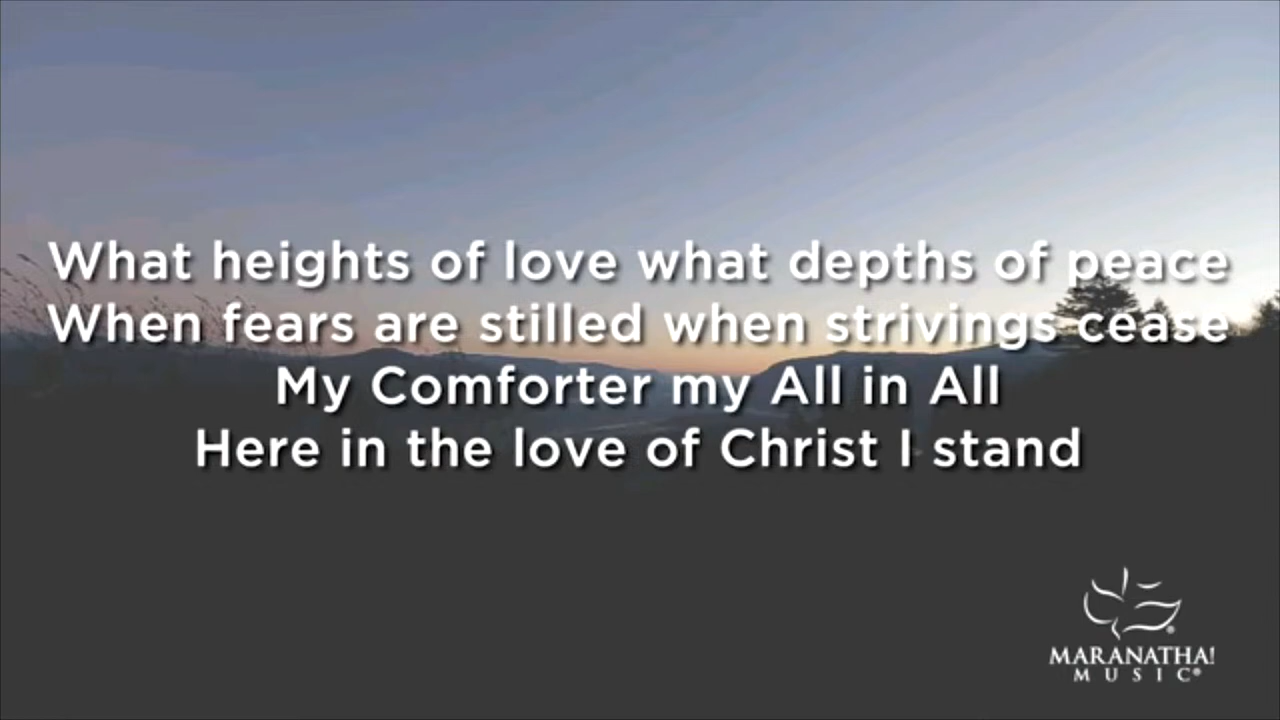 What heights of love what depths of peace
When fears are stilled when strivings cease
My Comforter my All in All
Here in the love of Christ I stand
MARANATHA!
MUSIC®